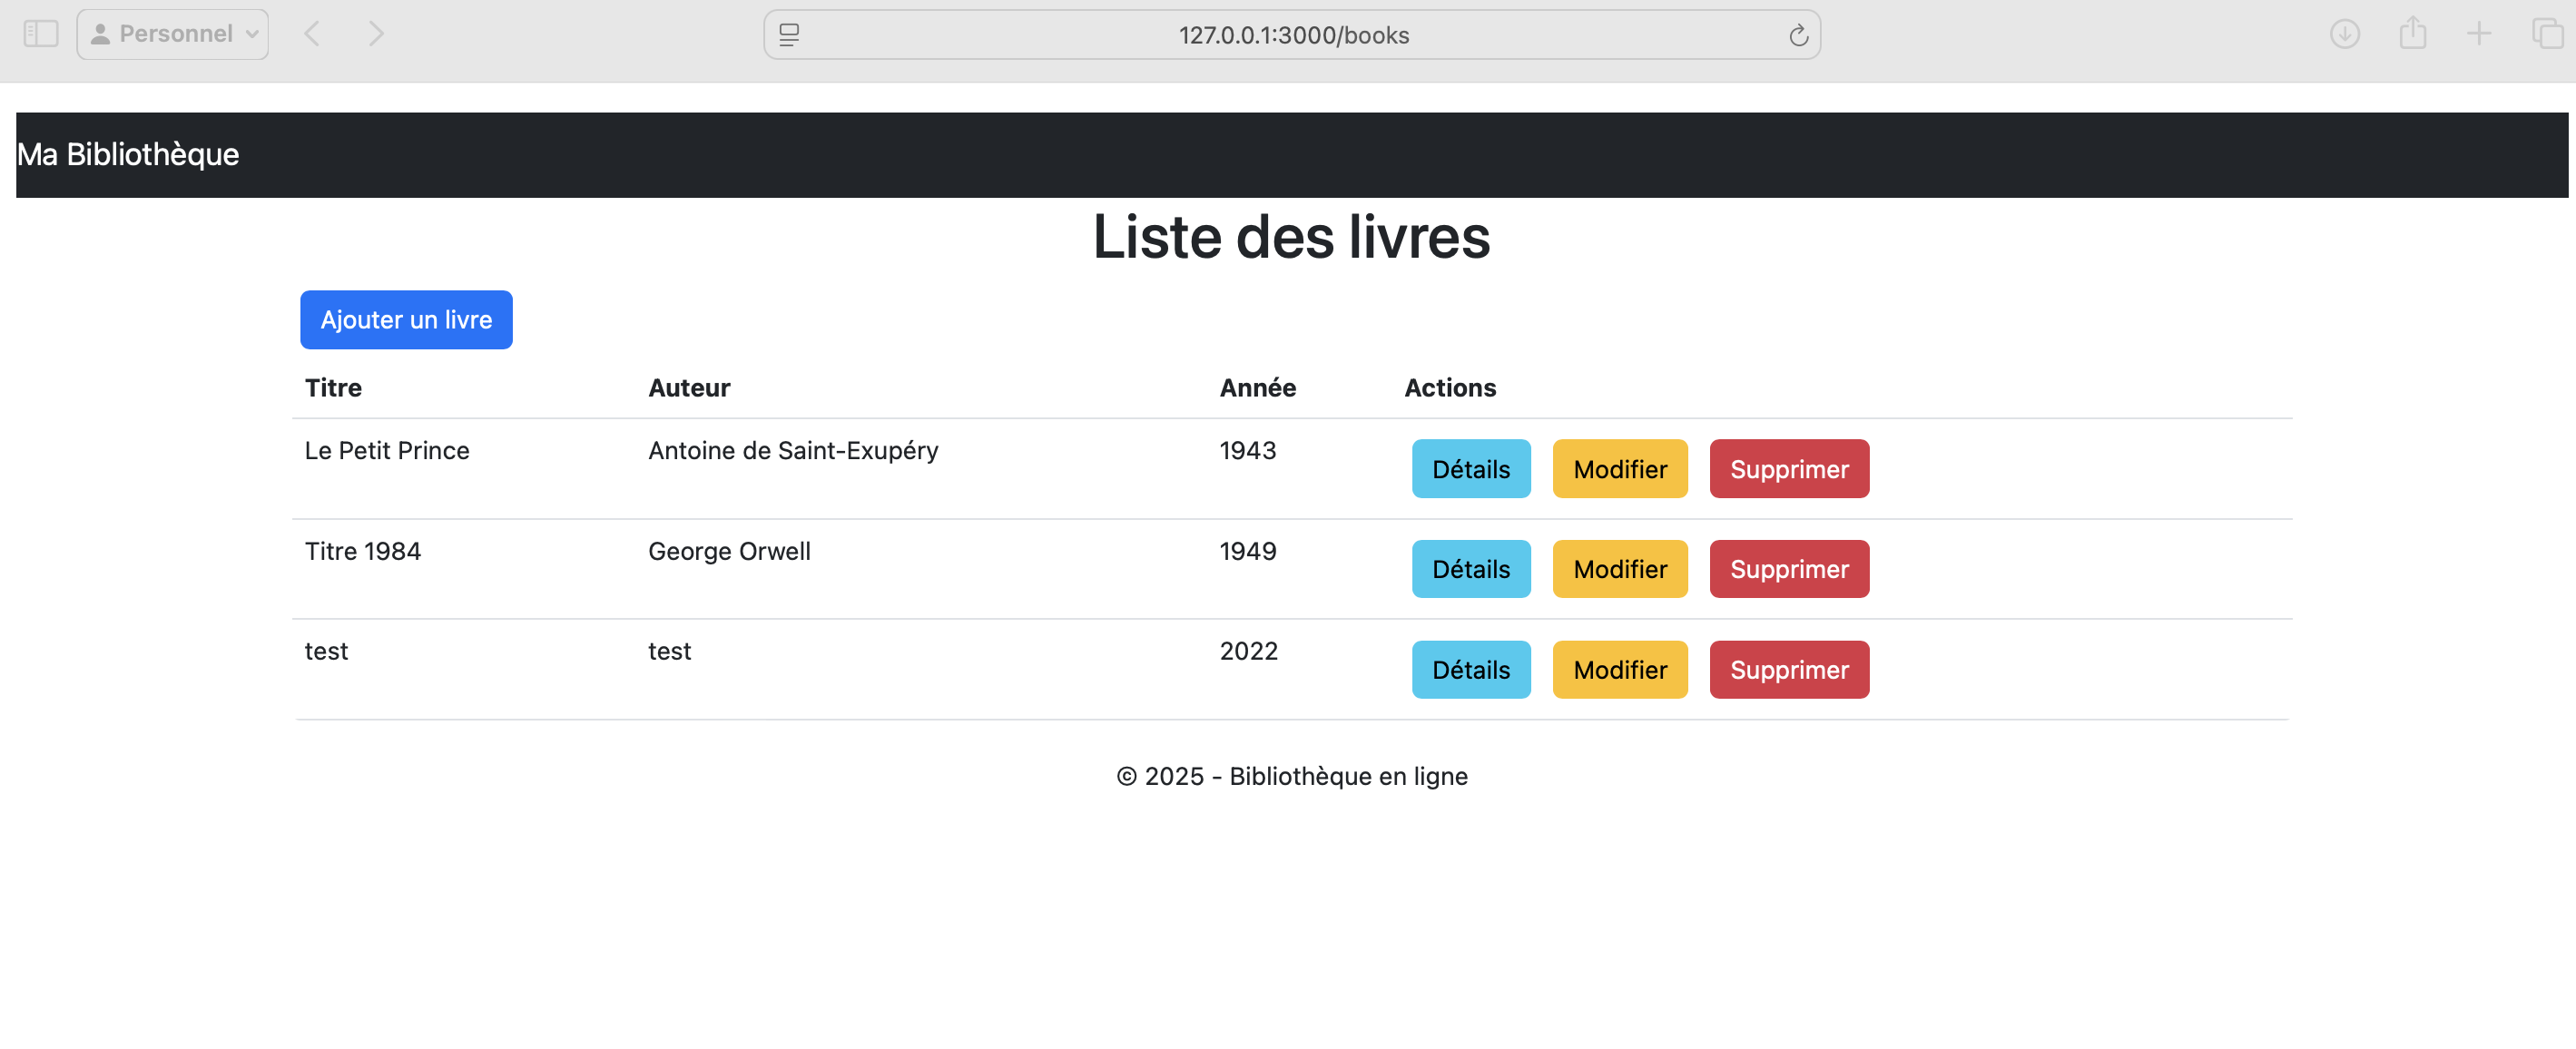 Personnel
127.0.0.1:3000/books
Ma Bibliothèque
Liste des livres
Ajouter un livre
Titre Auteur Année Actions
Le Petit Prince Antoine de Saint-Exupéry 1943 Détails Modifier Supprimer
Titre 1984 George Orwell 1949 Détails Modifier Supprimer
test test 2022 Détails Modifier Supprimer
© 2025 - Bibliothèque en ligne